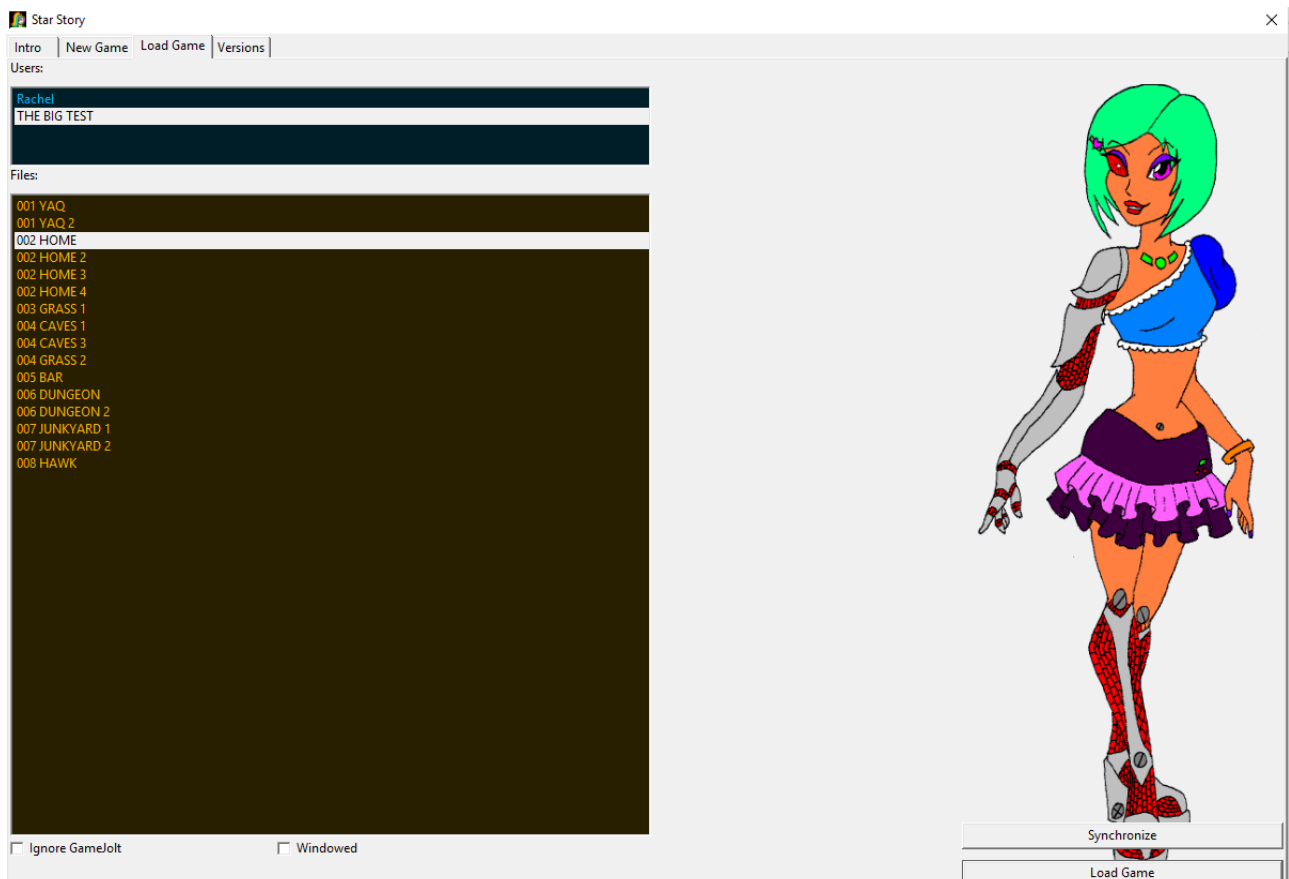 Star Story
Intro
New Game
Load Game
Versions
Users:
Rachel
THE BIG TEST
Files:
001 YAQ
001 YAQ 2
002 HOME
002 HOME 2
002 HOME 3
002 HOME 4
003 GRASS 1
004 CAVES 1
004 CAVES 3
004 GRASS 2
005 BAR
006 DUNGEON
006 DUNGEON 2
007 JUNKYARD 1
007 JUNKYARD 2
008 HAWK
Ignore GameJolt
Windowed
Synchronize
Load Game